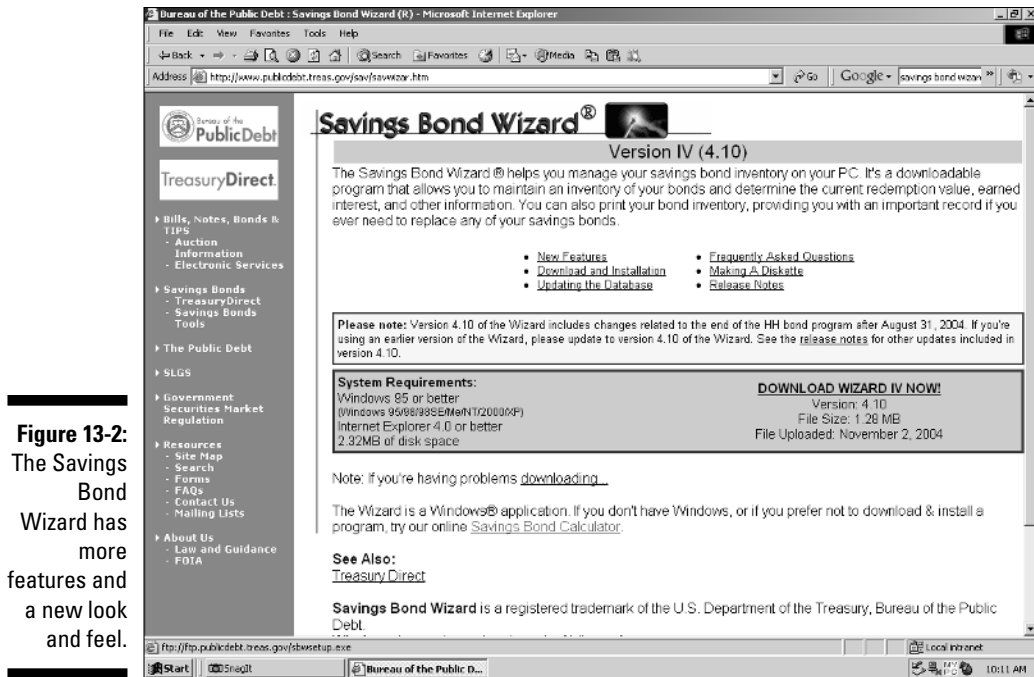 Bureau of the Public Debt : Savings Bond Wizard (R) - Microsoft Internet Explorer
File Edit View Favorites Tools Help
Back Search Favorites Media
Address http://www.publicdebt.treas.gov/sav/savwizar.htm Go Google savings bond wizan
Bureau of the
PublicDebt
TreasuryDirect.
Bills, Notes, Bonds &
TIPS
- Auction
Information
- Electronic Services
Savings Bonds
- TreasuryDirect
- Savings Bonds
Tools
The Public Debt
SLGS
Government
Securities Market
Regulation
Resources
- Site Map
- Search
- Forms
- FAQs
- Contact Us
- Mailing Lists
About Us
- Law and Guidance
- FOIA
Savings Bond Wizard®
Version IV (4.10)
The Savings Bond Wizard ® helps you manage your savings bond inventory on your PC. It's a downloadable
program that allows you to maintain an inventory of your bonds and determine the current redemption value, earned
interest, and other information. You can also print your bond inventory, providing you with an important record if you
ever need to replace any of your savings bonds.
• New Features
• Download and Installation
• Updating the Database
• Frequently Asked Questions
• Making A Diskette
• Release Notes
Please note: Version 4.10 of the Wizard includes changes related to the end of the HH bond program after August 31, 2004. If you're
using an earlier version of the Wizard, please update to version 4.10 of the Wizard. See the release notes for other updates included in
version 4.10.
System Requirements:
Windows 95 or better
(Windows 95/98/98SE/Me/NT/2000/XP)
Internet Explorer 4.0 or better
2.32MB of disk space
DOWNLOAD WIZARD IV NOW!
Version: 4.10
File Size: 1.28 MB
File Uploaded: November 2, 2004
Note: If you're having problems downloading...
The Wizard is a Windows® application. If you don't have Windows, or if you prefer not to download & install a
program, try our online Savings Bond Calculator.
See Also:
Treasury Direct
Savings Bond Wizard is a registered trademark of the U.S. Department of the Treasury, Bureau of the Public
Debt.
ftp://ftp.publicdebt.treas.gov/sbwsetup.exe Local intranet
Start SnagIt Bureau of the Public D... MY PC 10:11 AM
Figure 13-2:
The Savings
Bond
Wizard has
more
features and
a new look
and feel.